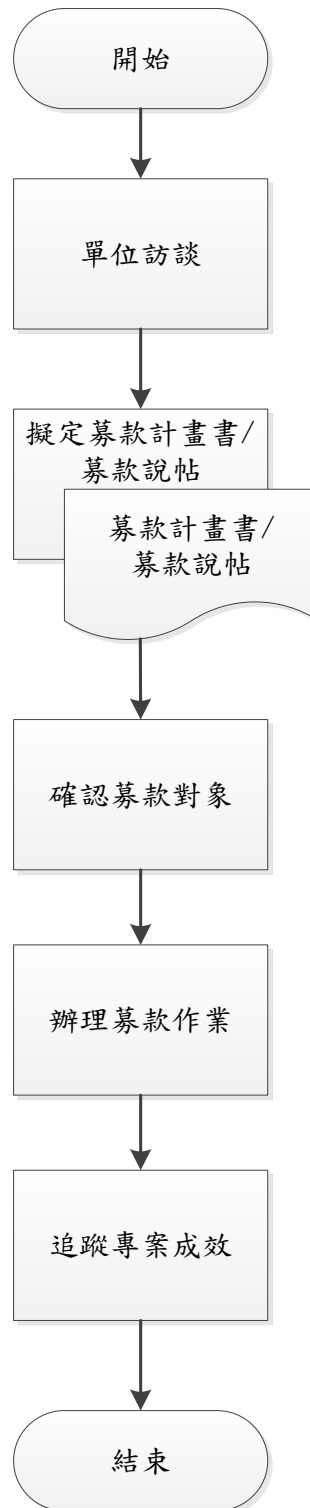 開始
單位訪談
擬定募款計畫書/
募款說帖
募款計畫書/
募款說帖
確認募款對象
辦理募款作業
追蹤專案成效
結束